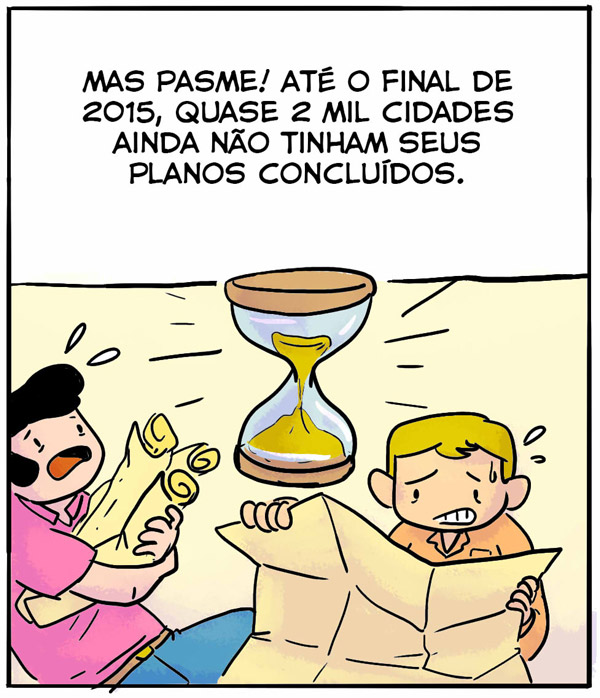 MAS PASME! ATÉ O FINAL DE
2015, QUASE 2 MIL CIDADES
AINDA NÃO TINHAM SEUS
PLANOS CONCLUÍDOS.